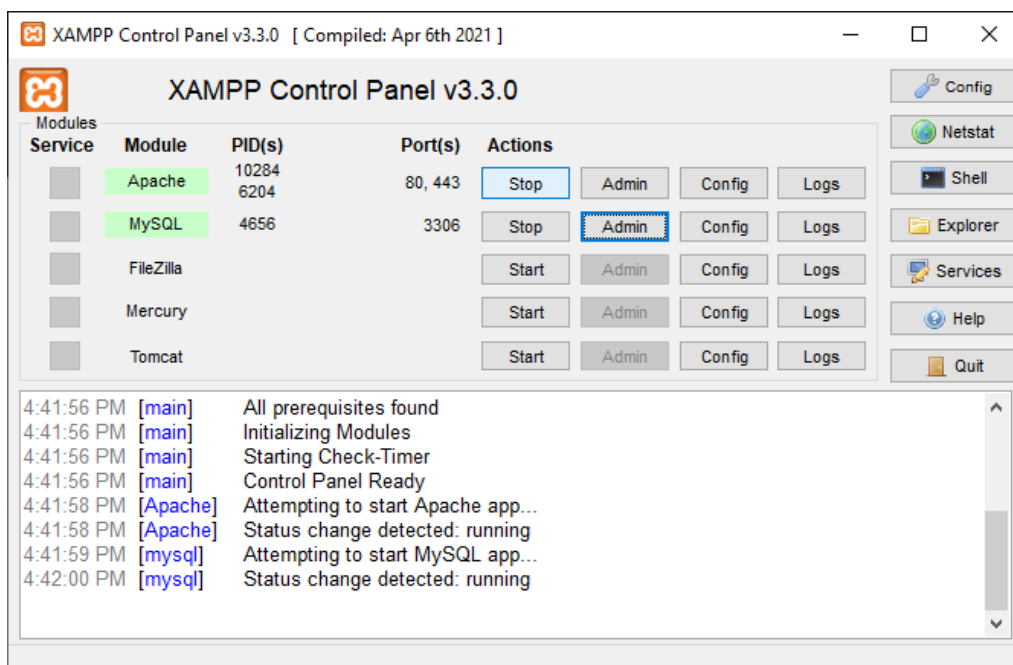 XAMPP Control Panel v3.3.0 [ Compiled: Apr 6th 2021 ]
XAMPP Control Panel v3.3.0
Config
Modules
Service Module PID(s) Port(s) Actions
Netstat
Apache 10284 6204 80, 443 Stop Admin Config Logs
Shell
MySQL 4656 3306 Stop Admin Config Logs
Explorer
FileZilla Start Admin Config Logs
Services
Mercury Start Admin Config Logs
Help
Tomcat Start Admin Config Logs
Quit
4:41:56 PM [main] All prerequisites found
4:41:56 PM [main] Initializing Modules
4:41:56 PM [main] Starting Check-Timer
4:41:56 PM [main] Control Panel Ready
4:41:58 PM [Apache] Attempting to start Apache app...
4:41:58 PM [Apache] Status change detected: running
4:41:59 PM [mysql] Attempting to start MySQL app...
4:42:00 PM [mysql] Status change detected: running